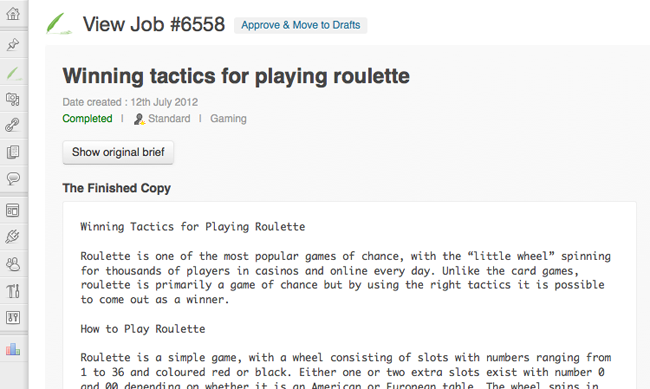 View Job #6558 Approve & Move to Drafts
Winning tactics for playing roulette
Date created : 12th July 2012
Completed | Standard | Gaming
Show original brief
The Finished Copy
Winning Tactics for Playing Roulette
Roulette is one of the most popular games of chance, with the “little wheel” spinning
for thousands of players in casinos and online every day. Unlike the card games,
roulette is primarily a game of chance but by using the right tactics it is possible
to come out as a winner.
How to Play Roulette
Roulette is a simple game, with a wheel consisting of slots with numbers ranging from
1 to 36 and coloured red or black. Either one or two extra slots exist with number 0
and 00 depending on whether it is an American or European table. The wheel spins in